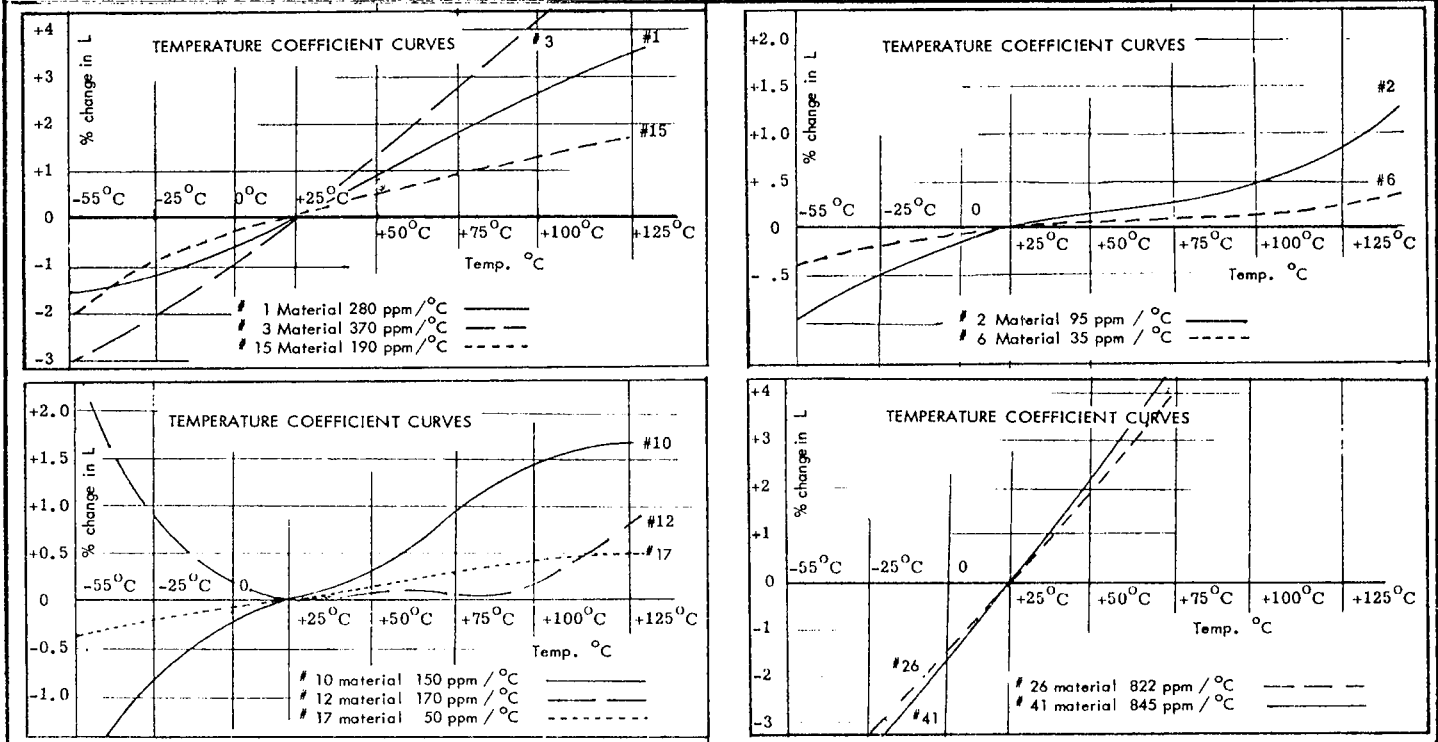 TEMPERATURE COEFFICIENT CURVES
% change in L
+4
+3
+2
+1
0
-1
-2
-3
-55°C
-25°C
0°C
+25°C
+50°C
+75°C
+100°C
+125°C
Temp. °C
# 3
#1
#15
# 1 Material 280 ppm/°C
# 3 Material 370 ppm/°C
# 15 Material 190 ppm/°C
TEMPERATURE COEFFICIENT CURVES
% change in L
+2.0
+1.5
+1.0
+ .5
0
- .5
-55°C
-25°C
0
+25°C
+50°C
+75°C
+100°C
+125°C
Temp. °C
#2
#6
# 2 Material 95 ppm / °C
# 6 Material 35 ppm / °C
TEMPERATURE COEFFICIENT CURVES
% change in L
+2.0
+1.5
+1.0
+0.5
0
-0.5
-1.0
-55°C
-25°C
0
+25°C
+50°C
+75°C
+100°C
+125°C
Temp. °C
#10
#12
# 17
# 10 material 150 ppm / °C
# 12 material 170 ppm / °C
# 17 material 50 ppm / °C
TEMPERATURE COEFFICIENT CURVES
% change in L
+4
+3
+2
+1
0
-1
-2
-3
-55°C
-25°C
0
+25°C
+50°C
+75°C
+100°C
+125°C
Temp. °C
#26
#41
# 26 material 822 ppm / °C
# 41 material 845 ppm / °C